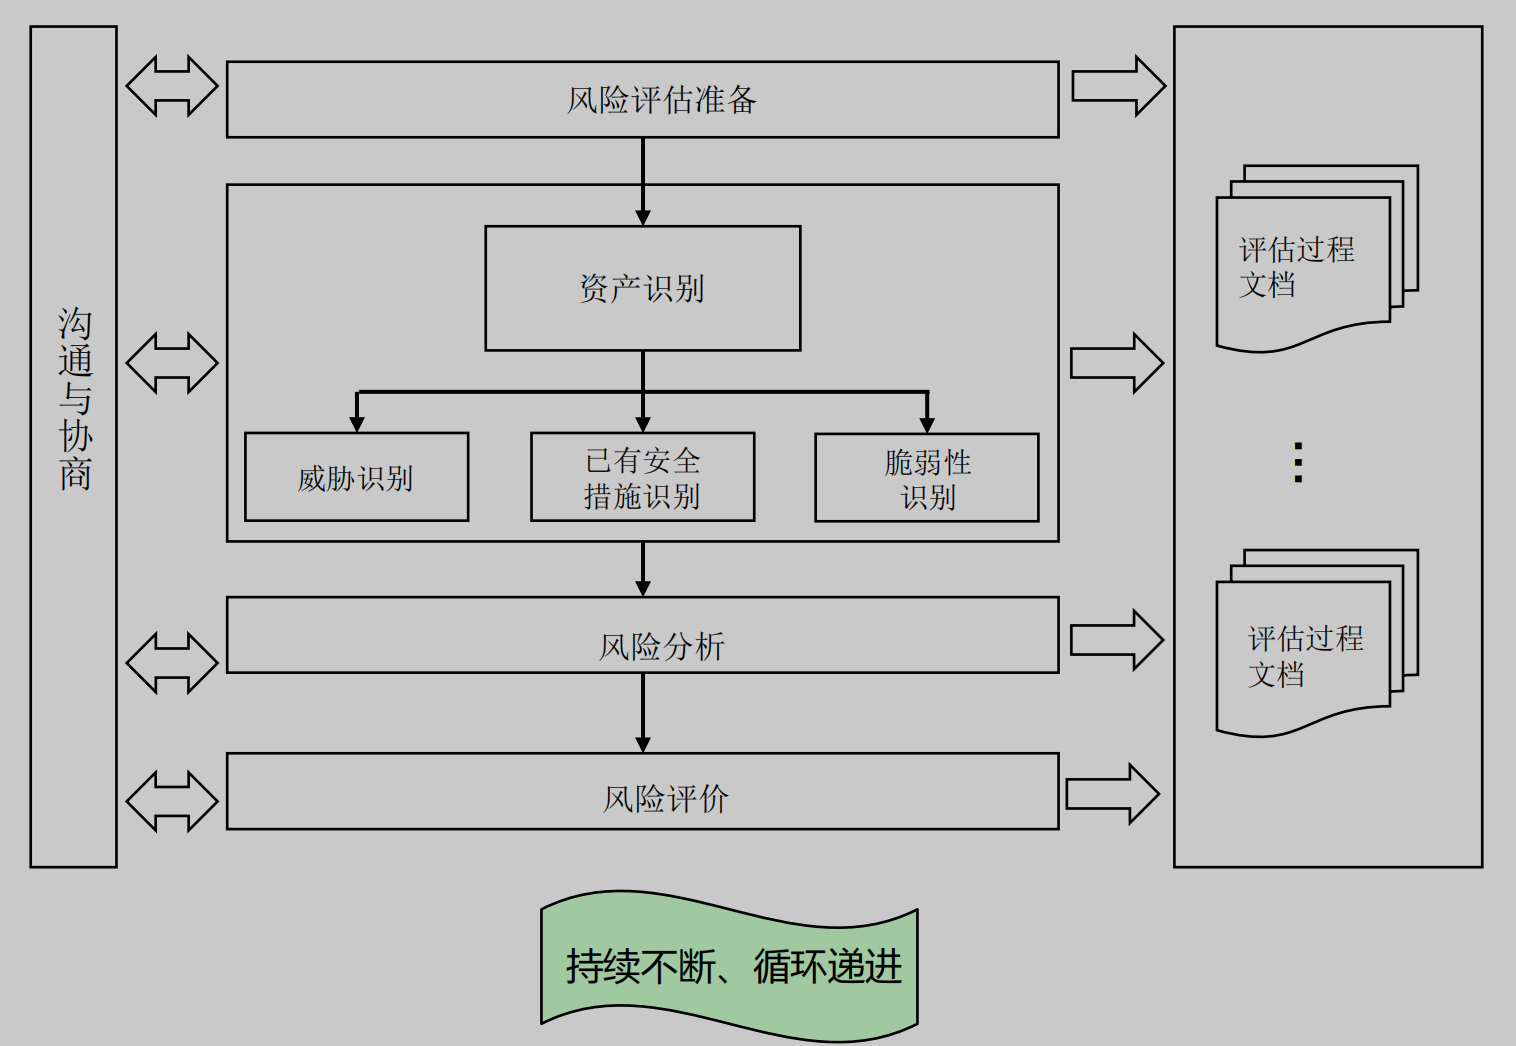 沟通与协商
风险评估准备
资产识别
威胁识别
已有安全
措施识别
脆弱性
识别
风险分析
风险评价
评估过程
文档
评估过程
文档
持续不断、循环递进